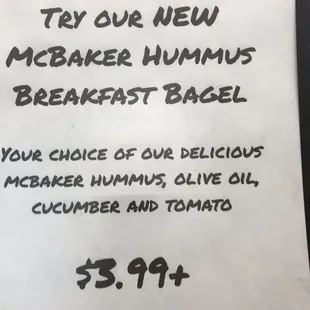 Try our NEW
McBaker Hummus
Breakfast Bagel
Your choice of our delicious
McBaker hummus, olive oil,
cucumber and tomato
$3.99+